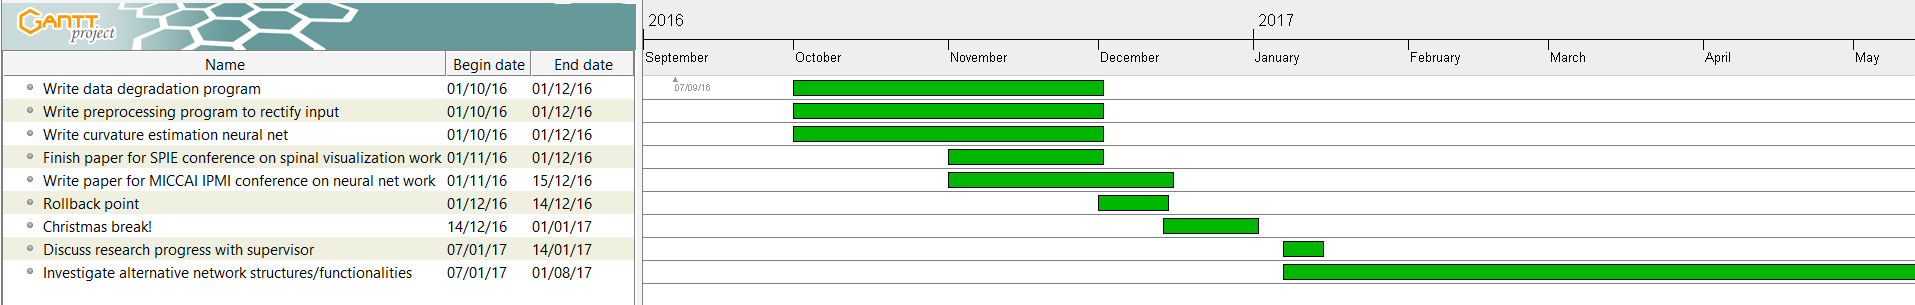 GANTT
project
2016 2017
September October November December January February March April May
Name Begin date End date
07/09/16
Write data degradation program 01/10/16 01/12/16
Write preprocessing program to rectify input 01/10/16 01/12/16
Write curvature estimation neural net 01/10/16 01/12/16
Finish paper for SPIE conference on spinal visualization work 01/11/16 01/12/16
Write paper for MICCAI IPMI conference on neural net work 01/11/16 15/12/16
Rollback point 01/12/16 14/12/16
Christmas break! 14/12/16 01/01/17
Discuss research progress with supervisor 07/01/17 14/01/17
Investigate alternative network structures/functionalities 07/01/17 01/08/17